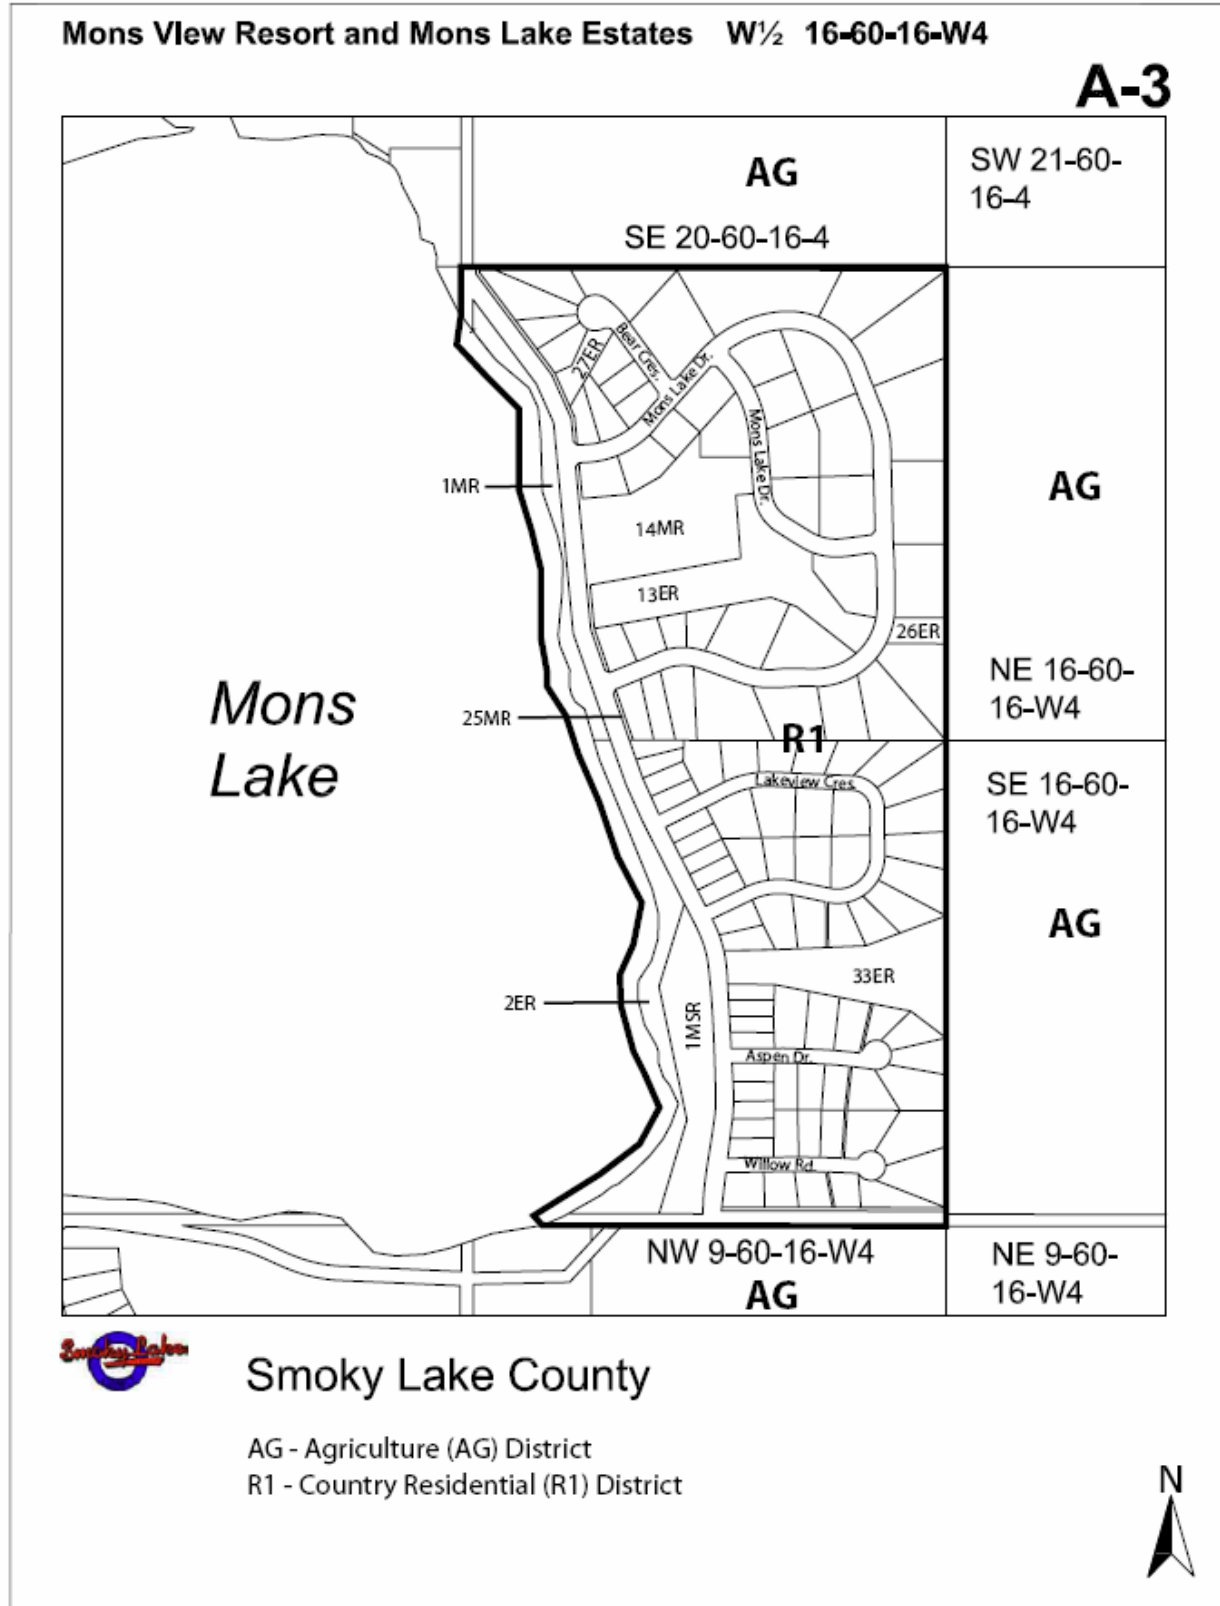 Mons VIew Resort and Mons Lake Estates W½ 16-60-16-W4
A-3
AG
SE 20-60-16-4
SW 21-60-
16-4
Bear Cres.
27ER
Mons Lake Dr.
Mons Lake Dr.
1MR
14MR
AG
13ER
26ER
NE 16-60-
16-W4
Mons
Lake
25MR
R1
Lakeview Cres.
SE 16-60-
16-W4
AG
33ER
2ER
1MSR
Aspen Dr.
Willow Rd.
NW 9-60-16-W4
AG
NE 9-60-
16-W4
Smoky Lake
Smoky Lake County
AG - Agriculture (AG) District
R1 - Country Residential (R1) District
N